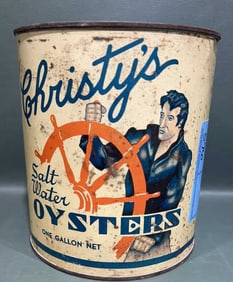 Christy's
Salt
Water
OYSTERS
ONE GALLON NET